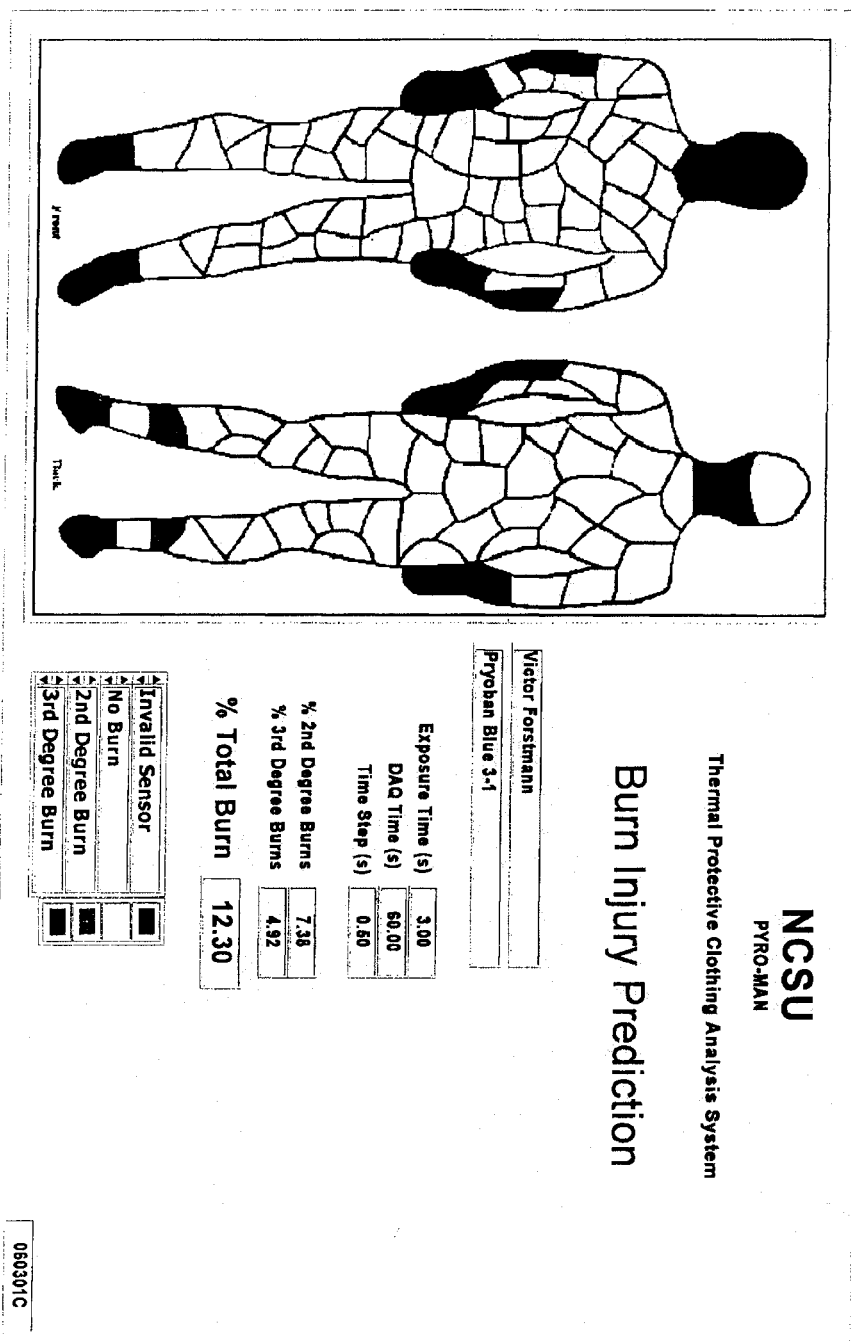 NCSU
PYRO-MAN
Thermal Protective Clothing Analysis System
Burn Injury Prediction
Victor Forstmann
Pryoban Blue 3-1
Exposure Time (s) 3.00
DAQ Time (s) 60.00
Time Step (s) 0.50
% 2nd Degree Burns 7.38
% 3rd Degree Burns 4.92
% Total Burn 12.30
Invalid Sensor
No Burn
2nd Degree Burn
3rd Degree Burn
Front
Back
060301C